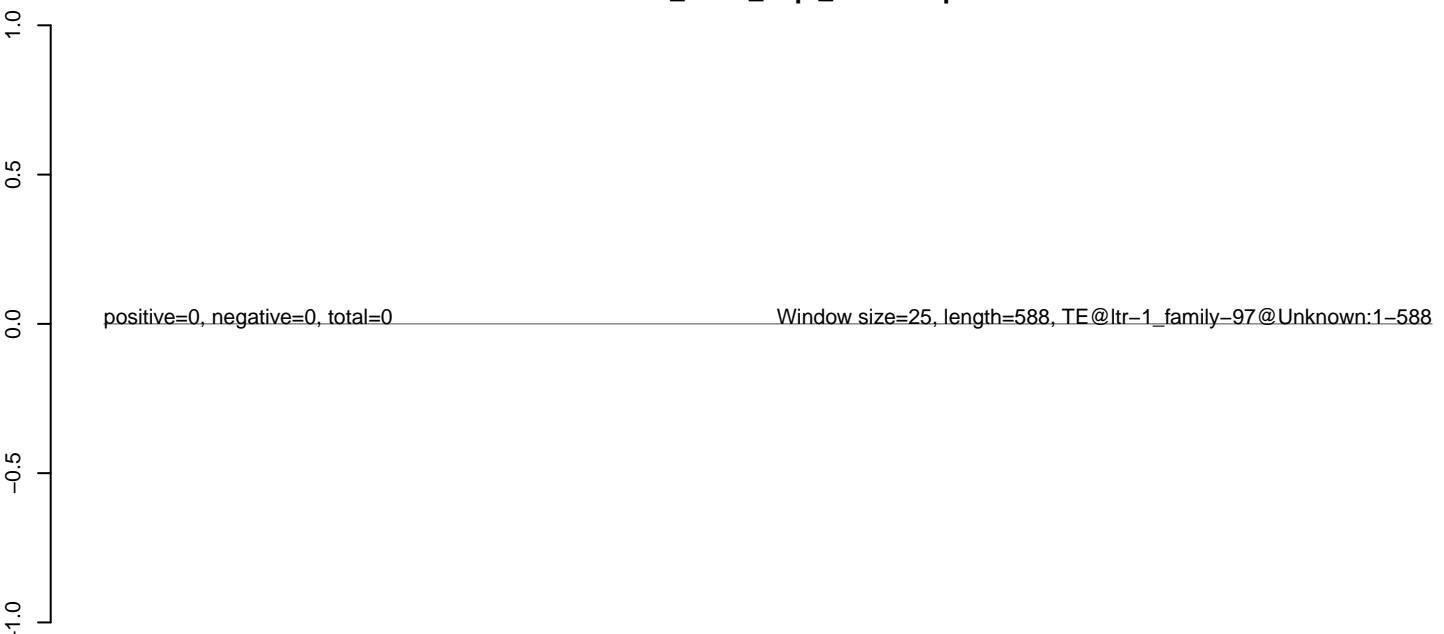 1.0
0.5
positive=0, negative=0, total=0
Window size=25, length=588, TE@ltr−1_family−97@Unknown:1−588
0.0
−0.5
−1.0